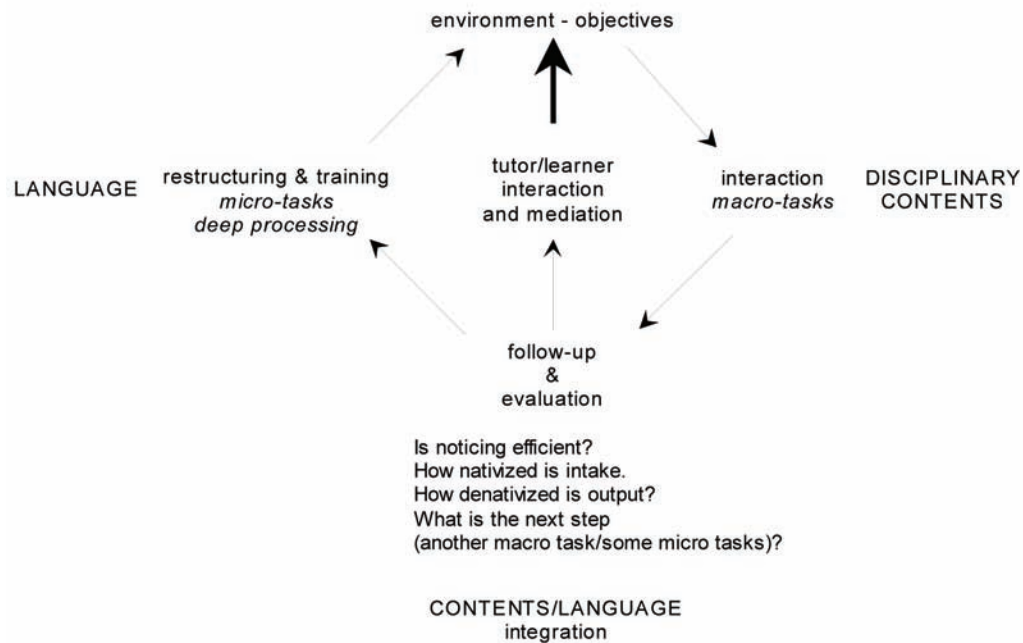 environment - objectives
LANGUAGE
restructuring & training
micro-tasks
deep processing
tutor/learner
interaction
and mediation
interaction
macro-tasks
DISCIPLINARY
CONTENTS
follow-up
&
evaluation
Is noticing efficient?
How nativized is intake.
How denativized is output?
What is the next step
(another macro task/some micro tasks)?
CONTENTS/LANGUAGE
integration